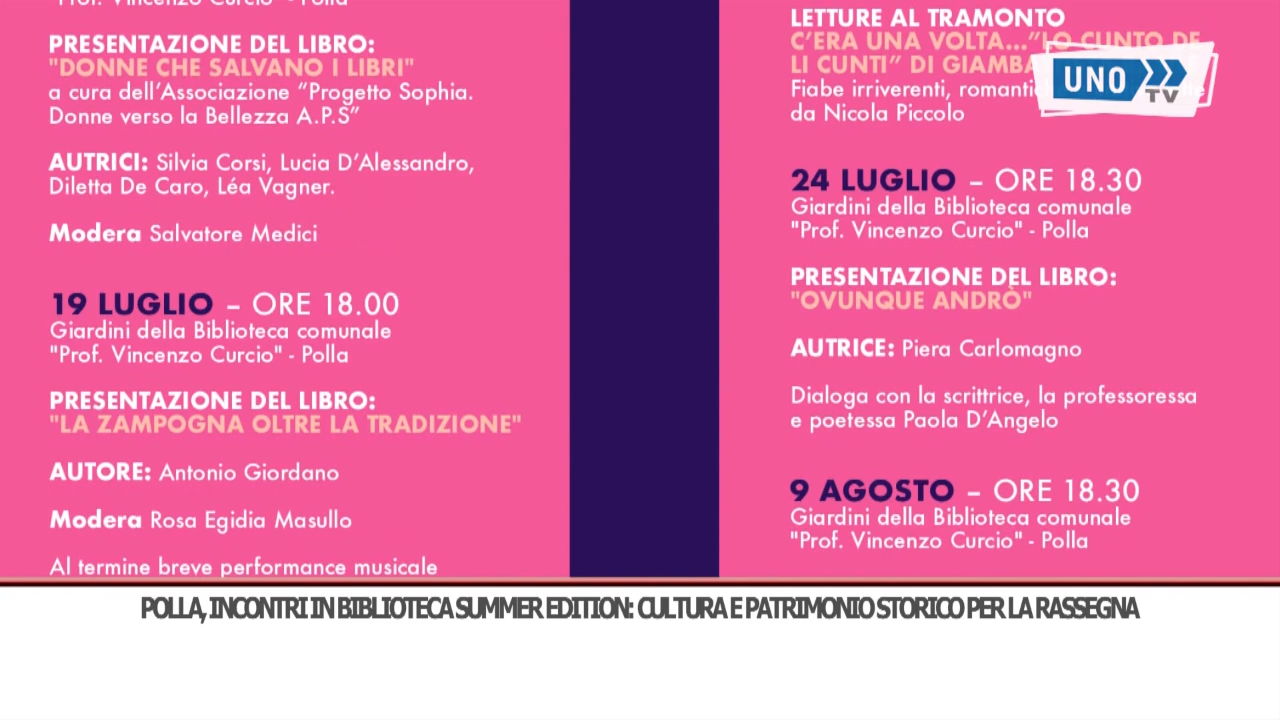 "Prof. Vincenzo Curcio" - Polla
PRESENTAZIONE DEL LIBRO:
"DONNE CHE SALVANO I LIBRI"
a cura dell'Associazione "Progetto Sophia.
Donne verso la Bellezza A.P.S"
AUTRICI: Silvia Corsi, Lucia D'Alessandro,
Diletta De Caro, Léa Vagner.
Modera Salvatore Medici
19 LUGLIO – ORE 18.00
Giardini della Biblioteca comunale
"Prof. Vincenzo Curcio" - Polla
PRESENTAZIONE DEL LIBRO:
"LA ZAMPOGNA OLTRE LA TRADIZIONE"
AUTORE: Antonio Giordano
Modera Rosa Egidia Masullo
Al termine breve performance musicale
LETTURE AL TRAMONTO
C'ERA UNA VOLTA..."LO CUNTO DE
LI CUNTI" DI
Fiabe irriverenti,
da Nicola Piccolo
24 LUGLIO – ORE 18.30
Giardini della Biblioteca comunale
"Prof. Vincenzo Curcio" - Polla
PRESENTAZIONE DEL LIBRO:
"OVUNQUE ANDRÒ"
AUTRICE: Piera Carlomagno
Dialoga con la scrittrice, la professoressa
e poetessa Paola D'Angelo
9 AGOSTO – ORE 18.30
Giardini della Biblioteca comunale
"Prof. Vincenzo Curcio" - Polla
UNO
TV
POLLA, INCONTRI IN BIBLIOTECA SUMMER EDITION: CULTURA E PATRIMONIO STORICO PER LA RASSEGNA